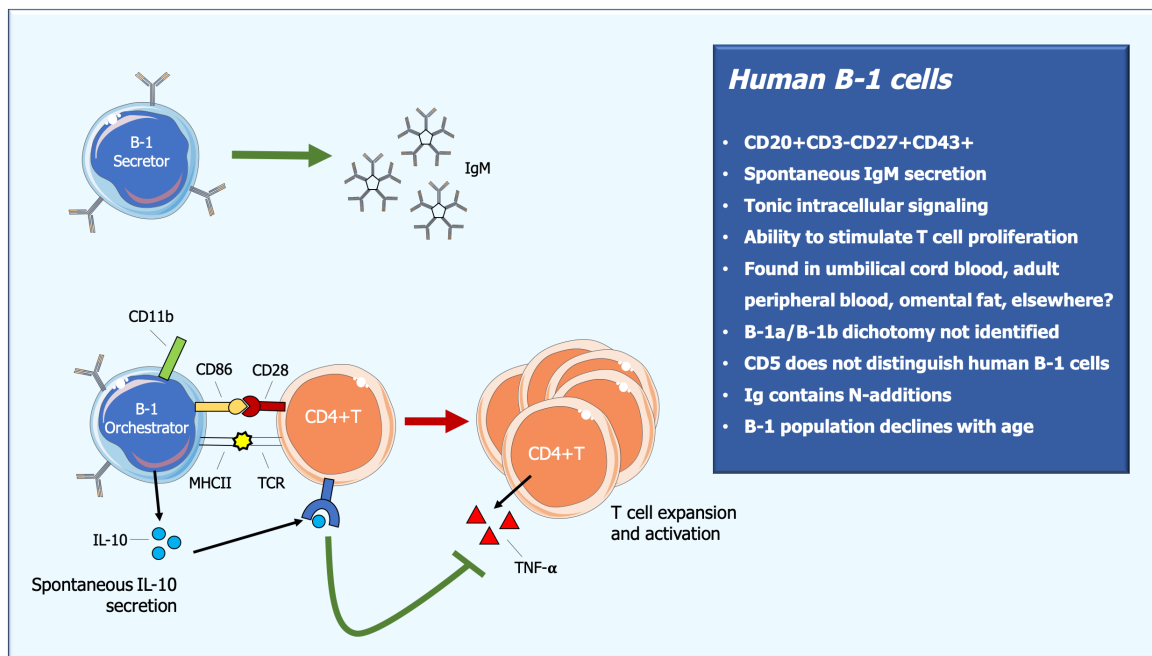 B-1
Secretor
IgM
CD11b
CD86
CD28
B-1
Orchestrator
CD4+T
MHCII
TCR
IL-10
Spontaneous IL-10
secretion
CD4+T
TNF-α
T cell expansion
and activation
Human B-1 cells
• CD20+CD3-CD27+CD43+
• Spontaneous IgM secretion
• Tonic intracellular signaling
• Ability to stimulate T cell proliferation
• Found in umbilical cord blood, adult
peripheral blood, omental fat, elsewhere?
• B-1a/B-1b dichotomy not identified
• CD5 does not distinguish human B-1 cells
• Ig contains N-additions
• B-1 population declines with age